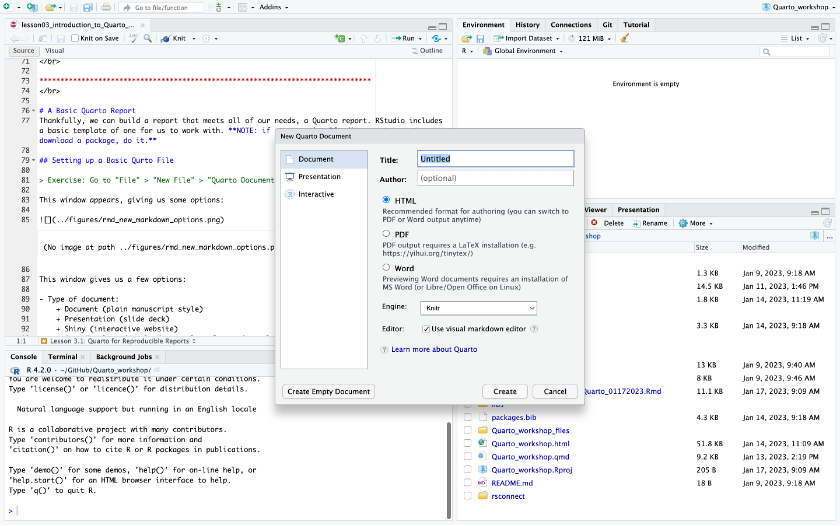 Go to file/function
Addins
Quarto_workshop
lesson03_introduction_to_Quarto_...
Knit on Save
Knit
Run
Source
Visual
Outline
71 </br>
72
73 ********************************************************************************
74 </br>
75
76 # A Basic Quarto Report
77 Thankfully, we can build a report that meets all of our needs, a Quarto report. RStudio includes
a basic template of one for us to work with. **NOTE: if
download a package, do it.**
78
79 ## Setting up a Basic Qurto File
80
81 > Exercise: Go to "File" > "New File" > "Quarto Document
82
83 This window appears, giving us some options:
84
85 ![](../figures/rmd_new_markdown_options.png)
(No image at path ../figures/rmd_new_markdown_options.p
86
87 This window gives us a few options:
88
89 - Type of document:
90 + Document (plain manuscript style)
91 + Presentation (slide deck)
92 + Shiny (interactive website)
1:1
Lesson 3.1: Quarto for Reproducible Reports
Console
Terminal
Background Jobs
R 4.2.0 · ~/GitHub/Quarto_workshop/
You are welcome to redistribute it under certain conditions.
Type 'license()' or 'licence()' for distribution details.
Natural language support but running in an English locale
R is a collaborative project with many contributors.
Type 'contributors()' for more information and
'citation()' on how to cite R or R packages in publications.
Type 'demo()' for some demos, 'help()' for on-line help, or
'help.start()' for an HTML browser interface to help.
Type 'q()' to quit R.
>
New Quarto Document
Document
Presentation
Interactive
Title:
Untitled
Author:
(optional)
HTML
Recommended format for authoring (you can switch to
PDF or Word output anytime)
PDF
PDF output requires a LaTeX installation (e.g.
https://yihui.org/tinytex/)
Word
Previewing Word documents requires an installation of
MS Word (or Libre/Open Office on Linux)
Engine:
Knitr
Editor:
Use visual markdown editor
Learn more about Quarto
Create Empty Document
Create
Cancel
Environment
History
Connections
Git
Tutorial
Import Dataset
121 MiB
List
R
Global Environment
Environment is empty
Viewer
Presentation
Delete
Rename
More
shop
Size
Modified
1.3 KB Jan 9, 2023, 9:18 AM
14.5 KB Jan 11, 2023, 1:46 PM
1.8 KB Jan 14, 2023, 11:19 AM
3.3 KB Jan 14, 2023, 9:18 AM
13 KB Jan 9, 2023, 9:40 AM
8 KB Jan 9, 2023, 9:46 AM
uarto_01172023.Rmd 11.1 KB Jan 17, 2023, 9:09 AM
packages.bib 4.3 KB Jan 14, 2023, 9:18 AM
Quarto_workshop_files
Quarto_workshop.html 51.8 KB Jan 14, 2023, 11:09 AM
Quarto_workshop.qmd 9.2 KB Jan 13, 2023, 2:19 PM
Quarto_workshop.Rproj 205 B Jan 17, 2023, 9:09 AM
README.md 18 B Jan 9, 2023, 9:18 AM
rsconnect